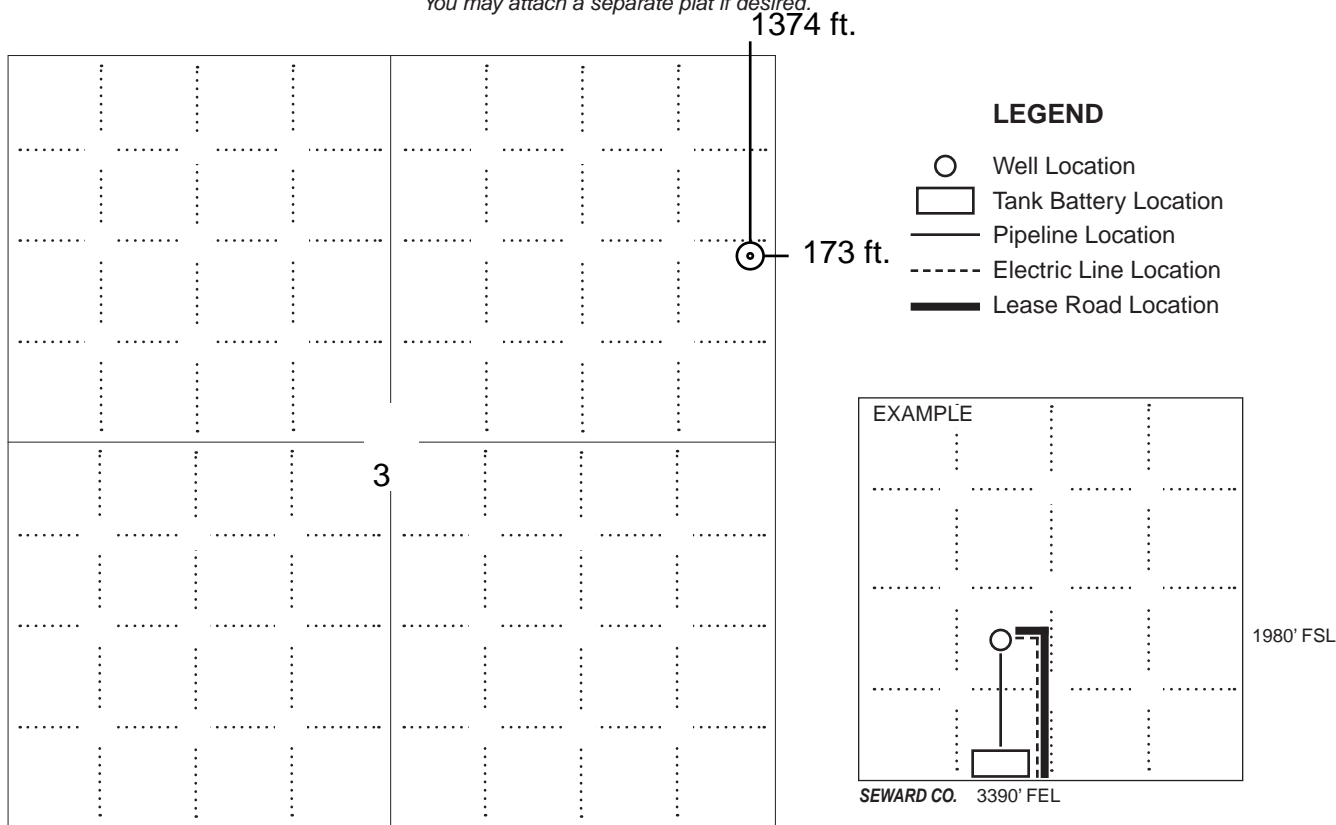 You may attach a separate plat if desired.
1374 ft.
173 ft.
3
LEGEND
Well Location
Tank Battery Location
Pipeline Location
Electric Line Location
Lease Road Location
EXAMPLE
1980' FSL
SEWARD CO. 3390' FEL